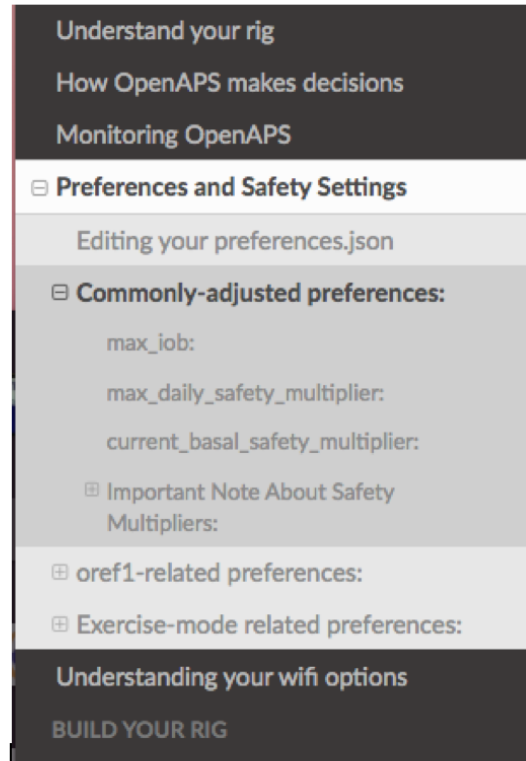 Understand your rig
How OpenAPS makes decisions
Monitoring OpenAPS
Preferences and Safety Settings
Editing your preferences.json
Commonly-adjusted preferences:
max_iob:
max_daily_safety_multiplier:
current_basal_safety_multiplier:
Important Note About Safety
Multipliers:
oref1-related preferences:
Exercise-mode related preferences:
Understanding your wifi options
BUILD YOUR RIG